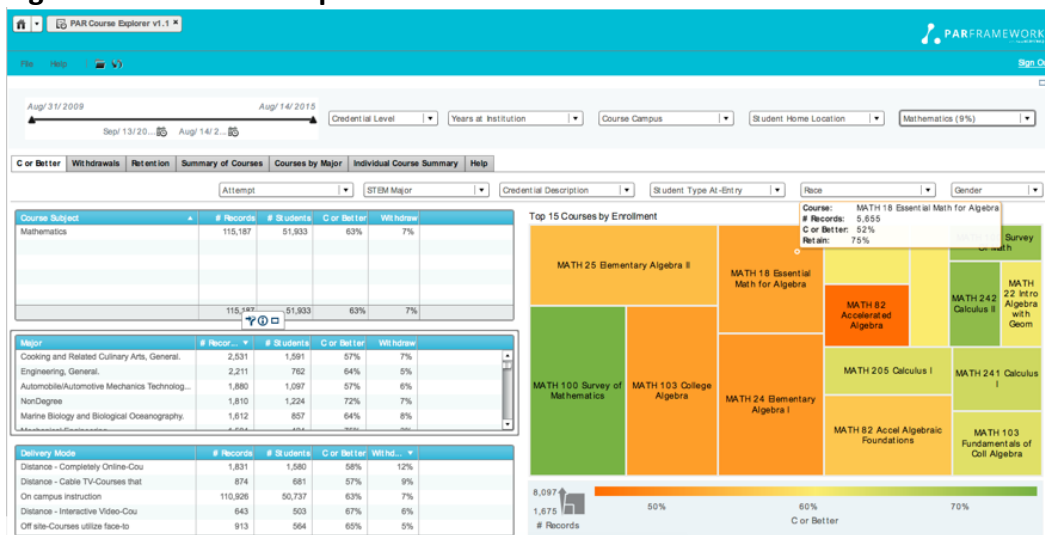 PAR Course Explorer v1.1
PARFRAMEWORK
File Help
Sign Ou
Aug/31/2009 Aug/14/2015
Sep/13/20... Aug/14/2...
Credential Level Years at Institution Course Campus Student Home Location Mathematics (9%)
C or Better Withdrawals Retention Summary of Courses Courses by Major Individual Course Summary Help
Attempt STEM Major Credential Description Student Type At-Entry Race Gender
Course Subject # Records # Students C or Better Withdraw
Mathematics 115,187 51,933 63% 7%
115,187 51,933 63% 7%
Major # Recor... # Students C or Better Withdraw
Cooking and Related Culinary Arts, General. 2,531 1,591 57% 7%
Engineering, General. 2,211 762 64% 5%
Automobile/Automotive Mechanics Technolog... 1,880 1,097 57% 6%
NonDegree 1,810 1,224 72% 7%
Marine Biology and Biological Oceanography. 1,612 857 64% 8%
Delivery Mode # Records # Students C or Better Withd...
Distance - Completely Online-Cou 1,831 1,580 58% 12%
Distance - Cable TV-Courses that 874 681 57% 9%
On campus instruction 110,926 50,737 63% 7%
Distance - Interactive Video-Cou 643 503 67% 6%
Off site-Courses utilize face-to 913 564 65% 5%
Top 15 Courses by Enrollment
Course: MATH 18 Essential Math for Algebra
# Records: 5,655
C or Better: 52%
Retain: 75%
MATH 25 Elementary Algebra II
MATH 100 Survey of
Mathematics
MATH 103 College
Algebra
MATH 18 Essential
Math for Algebra
MATH 24 Elementary
Algebra I
MATH 82
Accelerated
Algebra
MATH 205 Calculus I
MATH 82 Accel Algebraic
Foundations
Survey
MATH 242
Calculus II
MATH
22 Intro
Algebra
with
Geom
MATH 241 Calculus
I
MATH 103
Fundamentals of
Coll Algebra
8,097
1,675
# Records
50% 60% 70%
C or Better